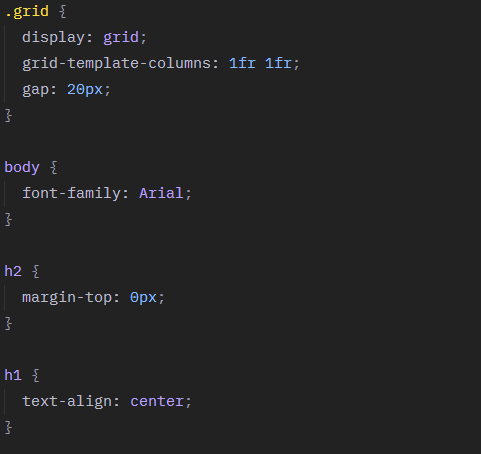 .grid {
  display: grid;
  grid-template-columns: 1fr 1fr;
  gap: 20px;
}

body {
  font-family: Arial;
}

h2 {
  margin-top: 0px;
}

h1 {
  text-align: center;
}